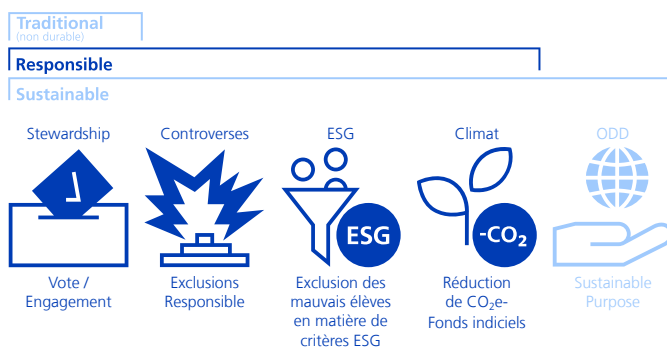 Traditional
(non durable)
Responsible
Sustainable
Stewardship
Controverses
ESG
Climat
ODD
ESG
-CO₂
Vote /
Engagement
Exclusions
Responsible
Exclusion des
mauvais élèves
en matière de
critères ESG
Réduction
de CO₂e-
Fonds indiciels
Sustainable
Purpose